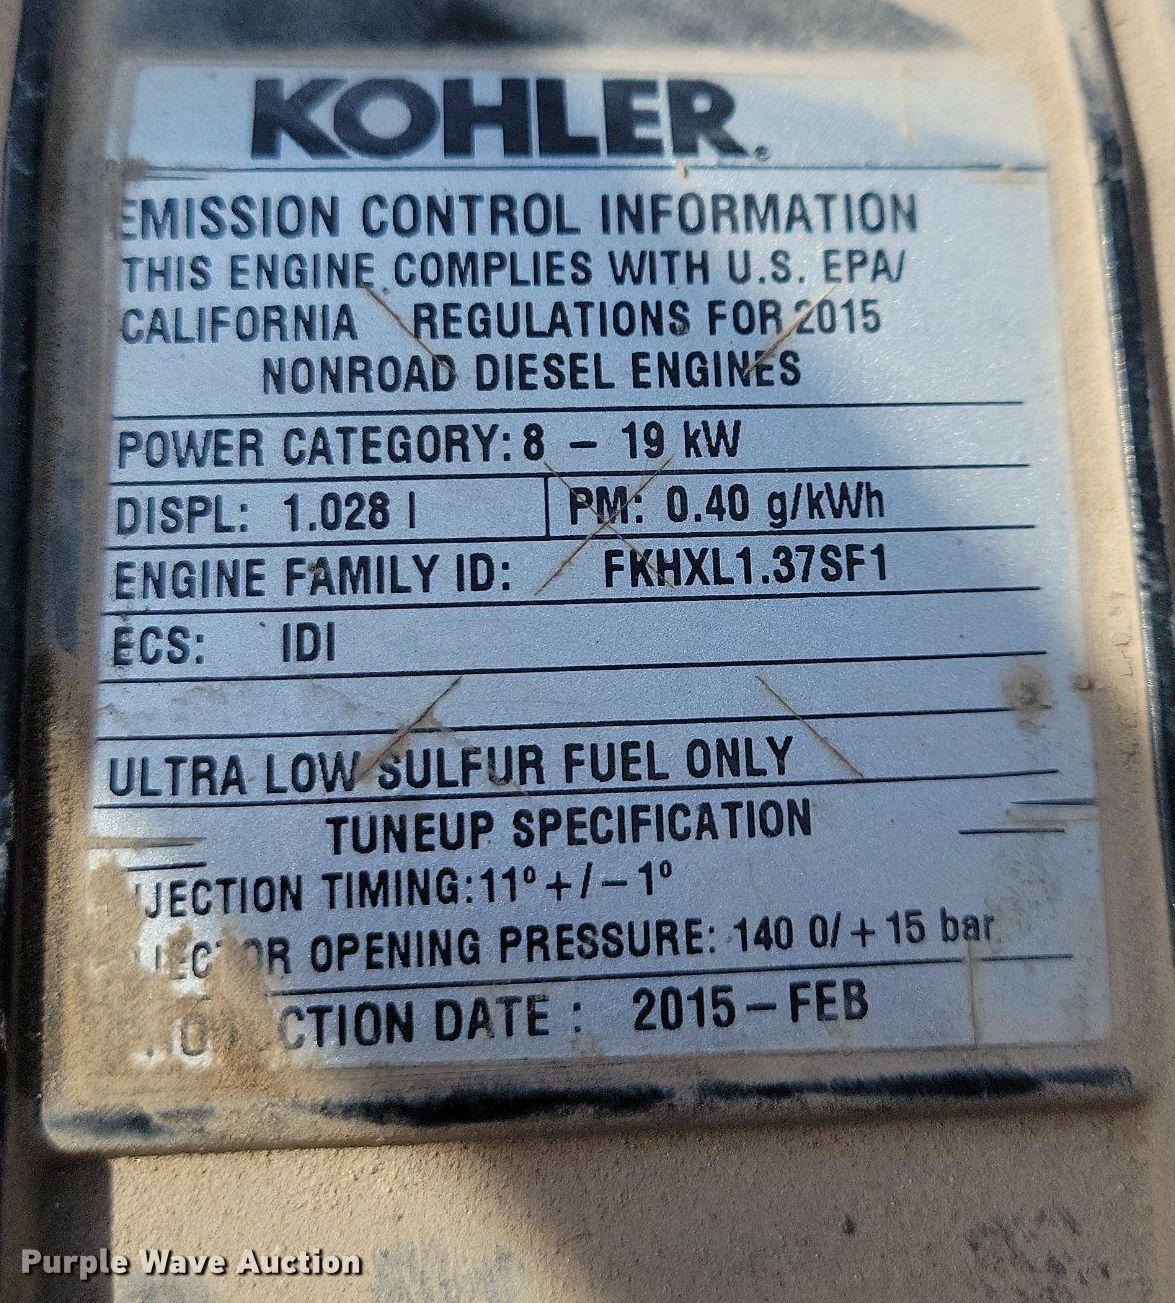 KOHLER®
EMISSION CONTROL INFORMATION
THIS ENGINE COMPLIES WITH U.S. EPA/
CALIFORNIA REGULATIONS FOR 2015
NONROAD DIESEL ENGINES
POWER CATEGORY: 8 – 19 kW
DISPL: 1.028 l PM: 0.40 g/kWh
ENGINE FAMILY ID: FKHXL1.37SF1
ECS: IDI
ULTRA LOW SULFUR FUEL ONLY
TUNEUP SPECIFICATION
JECTION TIMING: 11º +/– 1º
OPENING PRESSURE: 140 0/ + 15 bar
CTION DATE : 2015 – FEB
Purple Wave Auction